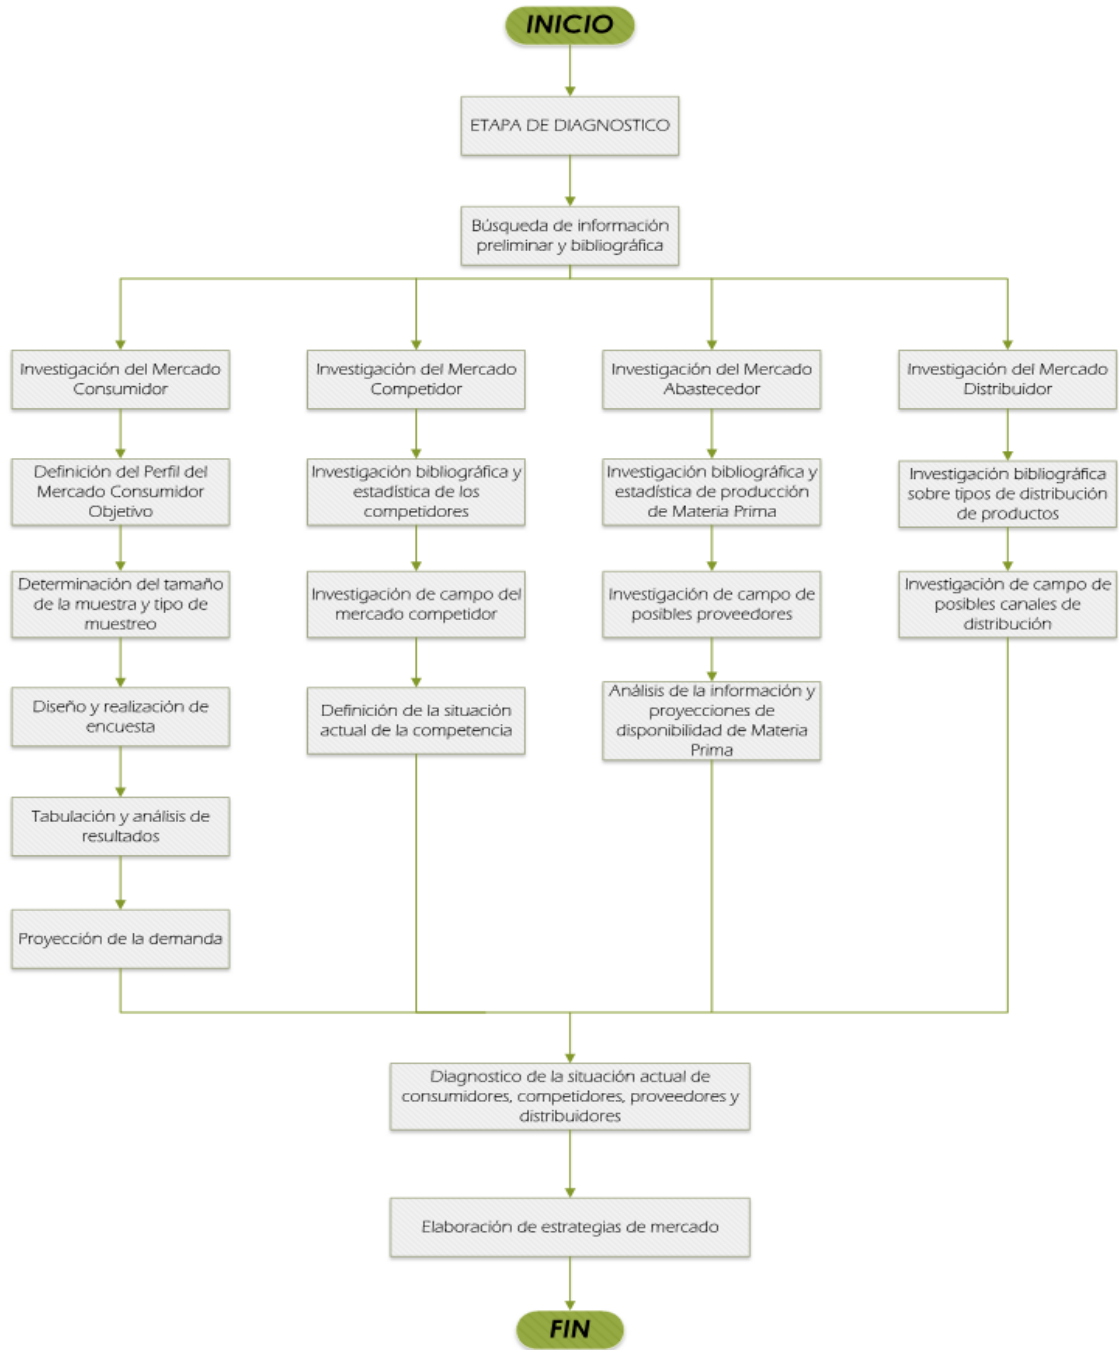 INICIO
ETAPA DE DIAGNOSTICO
Búsqueda de información
preliminar y bibliográfica
Investigación del Mercado
Consumidor
Definición del Perfil del
Mercado Consumidor
Objetivo
Determinación del tamaño
de la muestra y tipo de
muestreo
Diseño y realización de
encuesta
Tabulación y análisis de
resultados
Proyección de la demanda
Investigación del Mercado
Competidor
Investigación bibliográfica y
estadística de los
competidores
Investigación de campo del
mercado competidor
Definición de la situación
actual de la competencia
Investigación del Mercado
Abastecedor
Investigación bibliográfica y
estadística de producción
de Materia Prima
Investigación de campo de
posibles proveedores
Análisis de la información y
proyecciones de
disponibilidad de Materia
Prima
Investigación del Mercado
Distribuidor
Investigación bibliográfica
sobre tipos de distribución
de productos
Investigación de campo de
posibles canales de
distribución
Diagnostico de la situación actual de
consumidores, competidores, proveedores y
distribuidores
Elaboración de estrategias de mercado
FIN